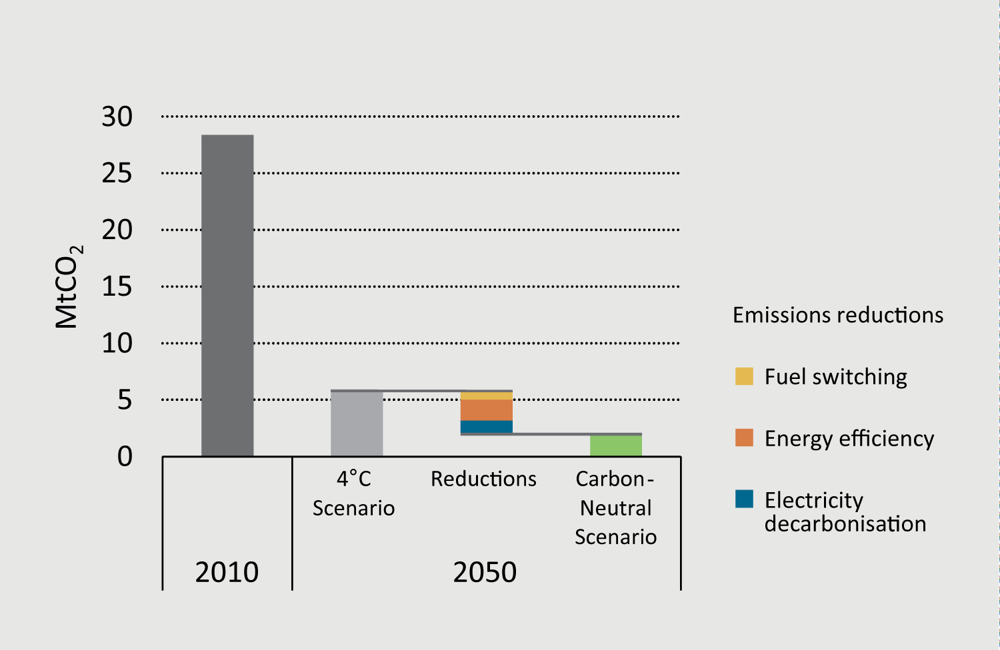 30
25
20
15
10
5
0
MtCO₂
4°C
Scenario
Reductions
Carbon-
Neutral
Scenario
2010
2050
Emissions reductions
Fuel switching
Energy efficiency
Electricity
decarbonisation